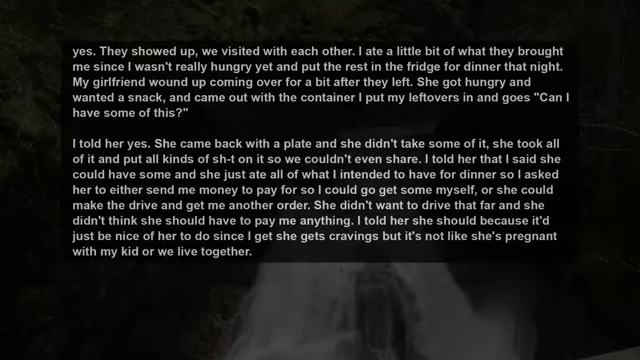 yes. They showed up, we visited with each other. I ate a little bit of what they brought
me since I wasn't really hungry yet and put the rest in the fridge for dinner that night.
My girlfriend wound up coming over for a bit after they left. She got hungry and
wanted a snack, and came out with the container I put my leftovers in and goes "Can I
have some of this?"
I told her yes. She came back with a plate and she didn't take some of it, she took all
of it and put all kinds of sh-t on it so we couldn't even share. I told her that I said she
could have some and she just ate all of what I intended to have for dinner so I asked
her to either send me money to pay for so I could go get some myself, or she could
make the drive and get me another order. She didn't want to drive that far and she
didn't think she should have to pay me anything. I told her she should because it'd
just be nice of her to do since I get she gets cravings but it's not like she's pregnant
with my kid or we live together.